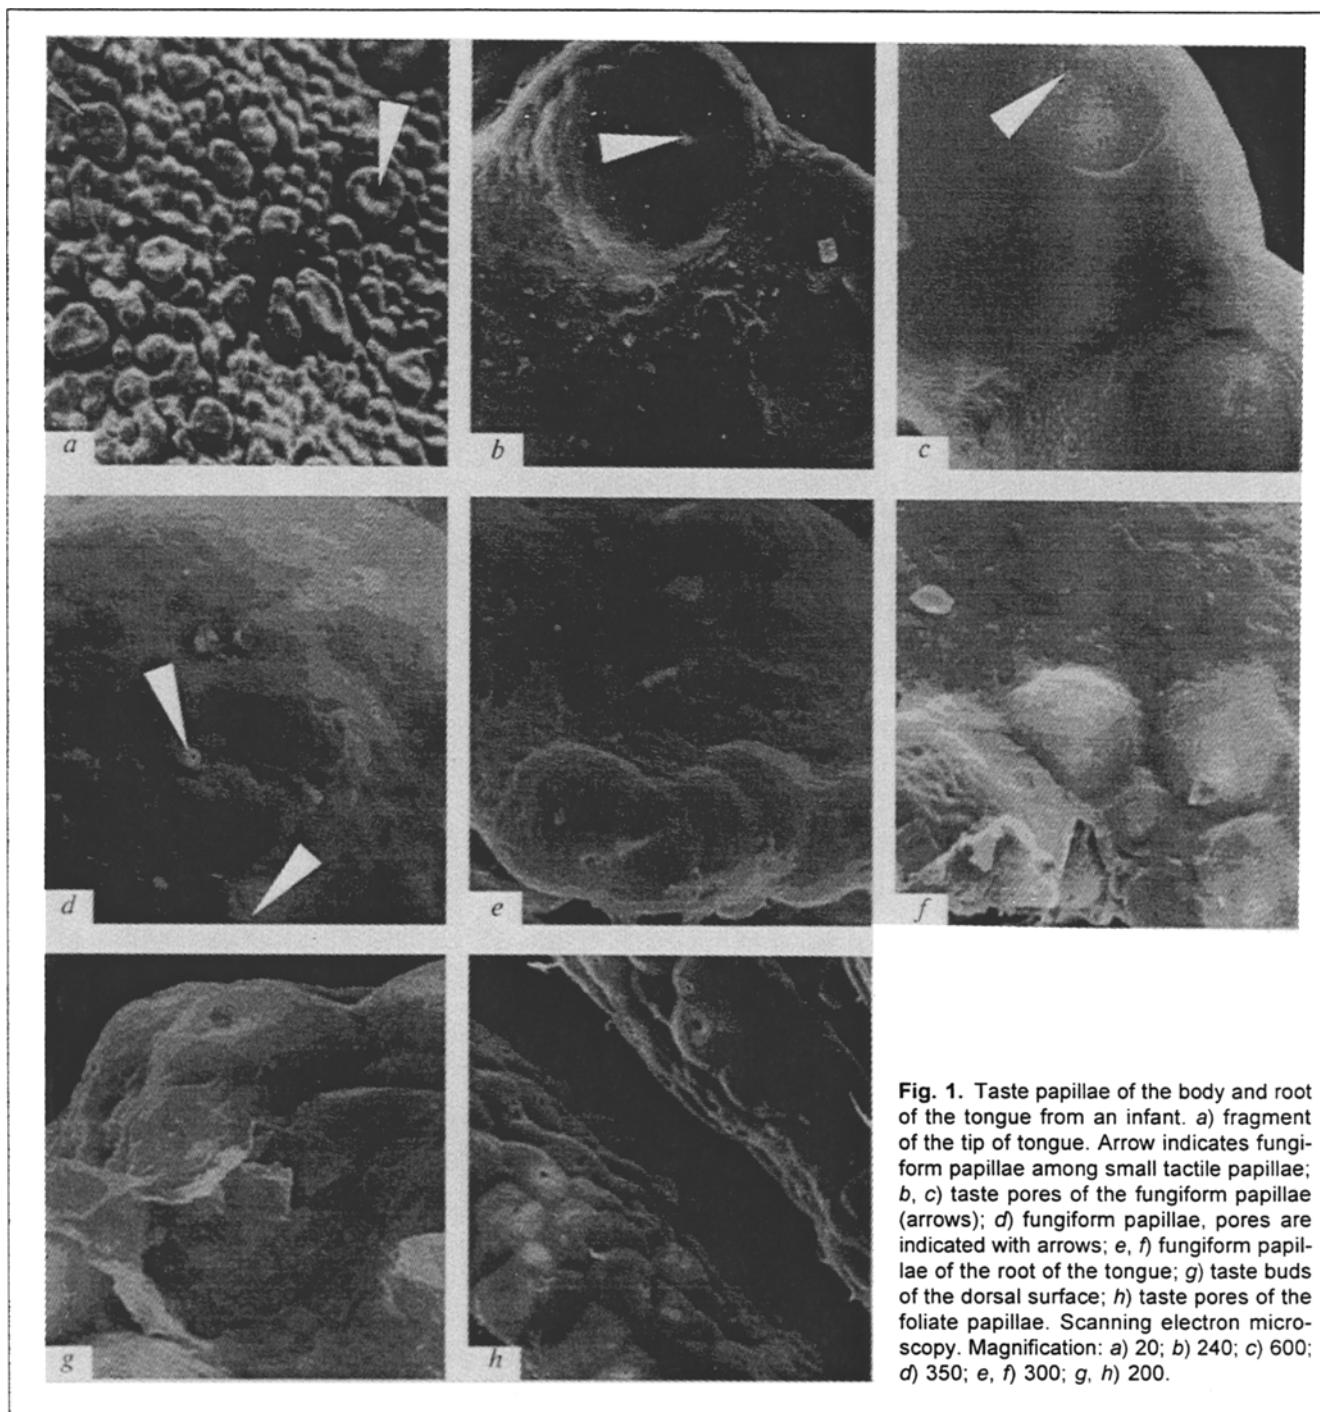 a
b
c
d
e
f
g
h
Fig. 1. Taste papillae of the body and root
of the tongue from an infant. a) fragment
of the tip of tongue. Arrow indicates fungi-
form papillae among small tactile papillae;
b, c) taste pores of the fungiform papillae
(arrows); d) fungiform papillae, pores are
indicated with arrows; e, f) fungiform papil-
lae of the root of the tongue; g) taste buds
of the dorsal surface; h) taste pores of the
foliate papillae. Scanning electron micro-
scopy. Magnification: a) 20; b) 240; c) 600;
d) 350; e, f) 300; g, h) 200.